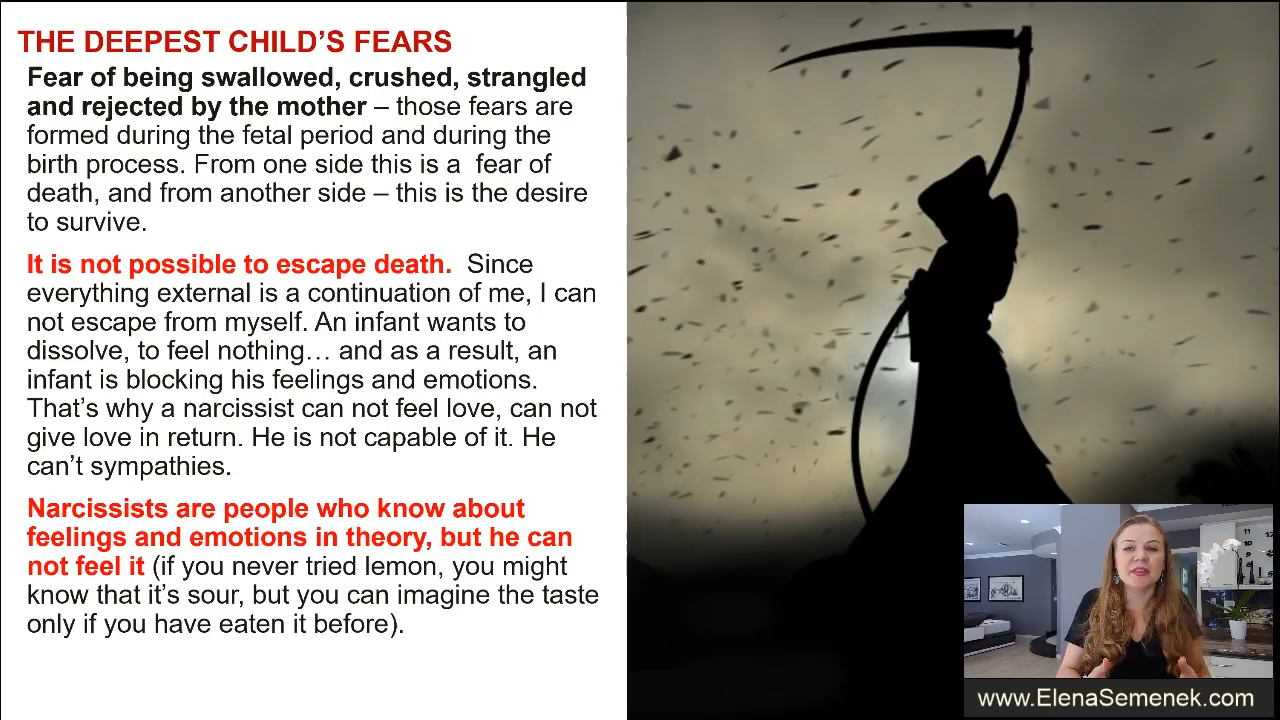 THE DEEPEST CHILD'S FEARS
Fear of being swallowed, crushed, strangled
and rejected by the mother – those fears are
formed during the fetal period and during the
birth process. From one side this is a  fear of
death, and from another side – this is the desire
to survive.
It is not possible to escape death.  Since
everything external is a continuation of me, I can
not escape from myself. An infant wants to
dissolve, to feel nothing… and as a result, an
infant is blocking his feelings and emotions.
That's why a narcissist can not feel love, can not
give love in return. He is not capable of it. He
can't sympathies.
Narcissists are people who know about
feelings and emotions in theory, but he can
not feel it (if you never tried lemon, you might
know that it's sour, but you can imagine the taste
only if you have eaten it before).
www.ElenaSemenek.com